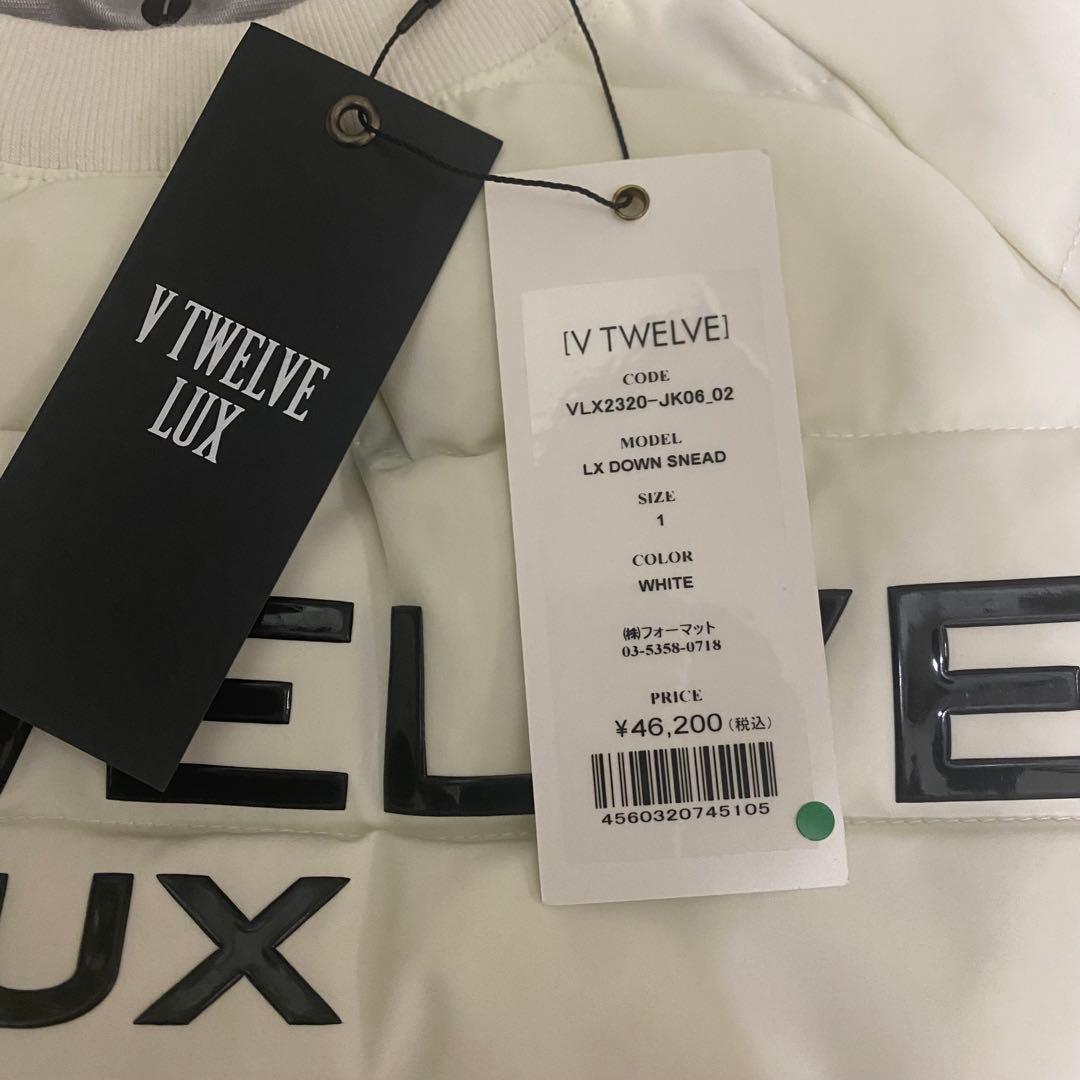 V TWELVE
LUX
[V TWELVE]
CODE
VLX2320-JK06_02
MODEL
LX DOWN SNEAD
SIZE
1
COLOR
WHITE
㈱フォーマット
03-5358-0718
PRICE
¥46,200(税込)
4560320745105
VELVE
UX